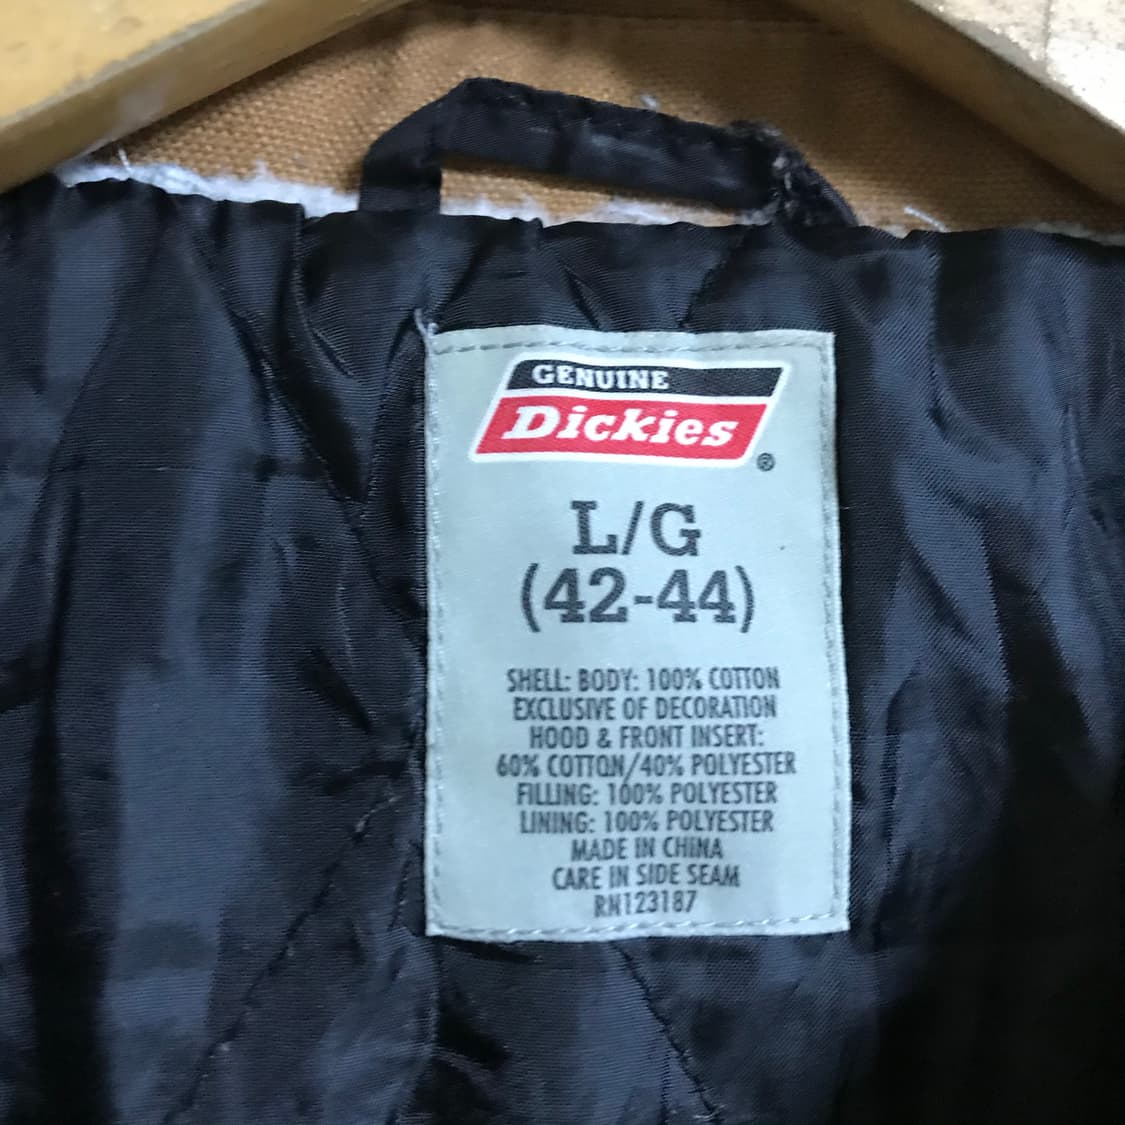 GENUINE
Dickies
®
L/G
(42-44)
SHELL: BODY: 100% COTTON
EXCLUSIVE OF DECORATION
HOOD & FRONT INSERT:
60% COTTON/40% POLYESTER
FILLING: 100% POLYESTER
LINING: 100% POLYESTER
MADE IN CHINA
CARE IN SIDE SEAM
RN123187